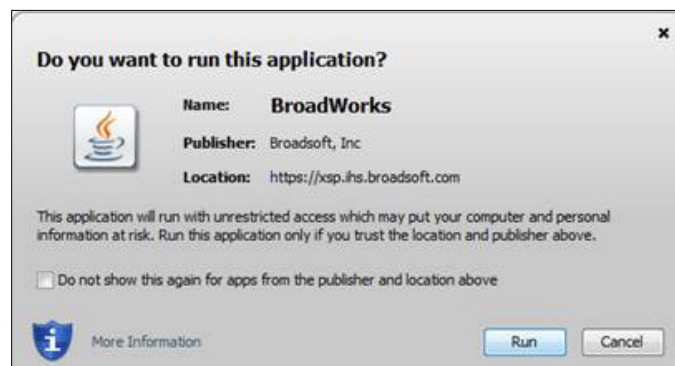 Do you want to run this application?
Name: BroadWorks
Publisher: Broadsoft, Inc
Location: https://xsp.ihs.broadsoft.com
This application will run with unrestricted access which may put your computer and personal
information at risk. Run this application only if you trust the location and publisher above.
Do not show this again for apps from the publisher and location above
More Information Run Cancel